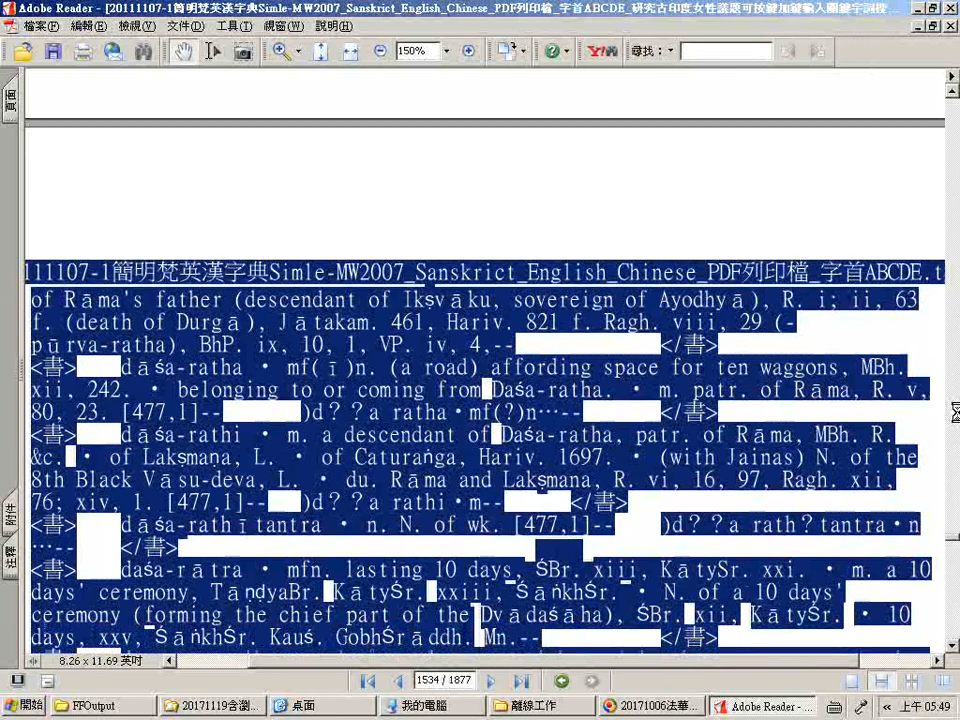 Adobe Reader - [20111107-1簡明梵英漢字典Simle-MW2007_Sanskrict_English_Chinese_PDF列印檔_字首ABCDE_研究古印度女性議題可按
檔案(F) 編輯(E) 檢視(V) 文件(D) 工具(T) 視窗(W) 說明(H)
150% Y! 尋找:
頁面
111107-1簡明梵英漢字典Simle-MW2007_Sanskrict_English_Chinese_PDF列印檔_字首ABCDE.t
of Rāma's father (descendant of Ikṣvāku, sovereign of Ayodhyā), R. i; ii, 63
f. (death of Durgā), Jātakam. 461, Hariv. 821 f. Ragh. viii, 29 (-
pūrva-ratha), BhP. ix, 10, 1, VP. iv, 4,-- </書>
<書> dāśa-ratha • mf(ī)n. (a road) affording space for ten waggons, MBh.
xii, 242. • belonging to or coming from Daśa-ratha. • m. patr. of Rāma, R. v,
80, 23. [477,1]-- )d??a ratha•mf(?)n…-- </書>
<書> dāśa-rathi • m. a descendant of Daśa-ratha, patr. of Rāma, MBh. R.
&c. • of Lakṣmaṇa, L. • of Caturaṅga, Hariv. 1697. • (with Jainas) N. of the
8th Black Vāsu-deva, L. • du. Rāma and Lakṣmaṇa, R. vi, 16, 97, Ragh. xii,
76; xiv, 1. [477,1]-- )d??a rathi•m-- </書>
<書> dāśa-rathītantra • n. N. of wk. [477,1]-- )d??a rath?tantra•n
…-- </書>
<書> daśa-rātra • mfn. lasting 10 days, ŚBr. xiii, KātySr. xxi. • m. a 10
days' ceremony, TāṇḍyaBr. KātyŚr. xxiii, ŚāṅkhŚr. • N. of a 10 days'
ceremony (forming the chief part of the Dvādaśāha), ŚBr. xii, KātyŚr. • 10
days, xxv, ŚāṅkhŚr. Kauś. GobhŚrāddh. Mn.-- </書>
附件
注釋
8.26 x 11.69 英吋
1534 / 1877
開始 FFOutput 20171119含瀏... 桌面 我的電腦 離線工作 20171006法華... Adobe Reader - ... 上午 05:49